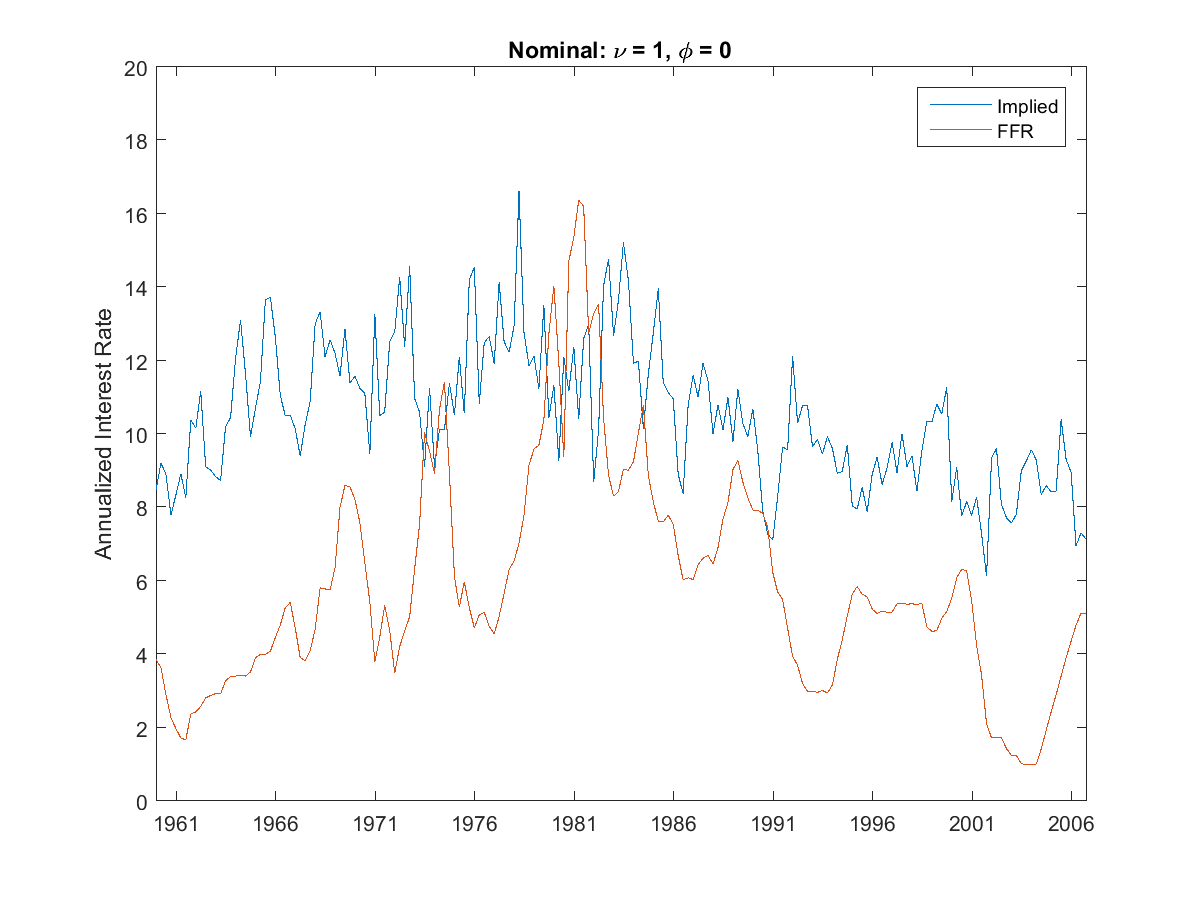 Nominal: ν = 1, ϕ = 0
Implied
FFR
Annualized Interest Rate
20
18
16
14
12
10
8
6
4
2
0
1961 1966 1971 1976 1981 1986 1991 1996 2001 2006